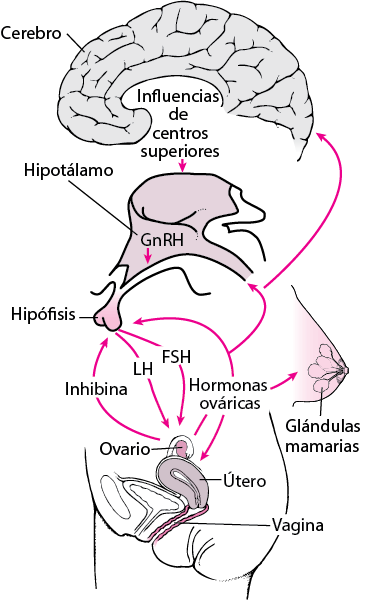 Cerebro
Influencias
de
centros
superiores
Hipotálamo
GnRH
Hipófisis
FSH
LH
Inhibina
Hormonas
ováricas
Glándulas
mamarias
Ovario
Útero
Vagina